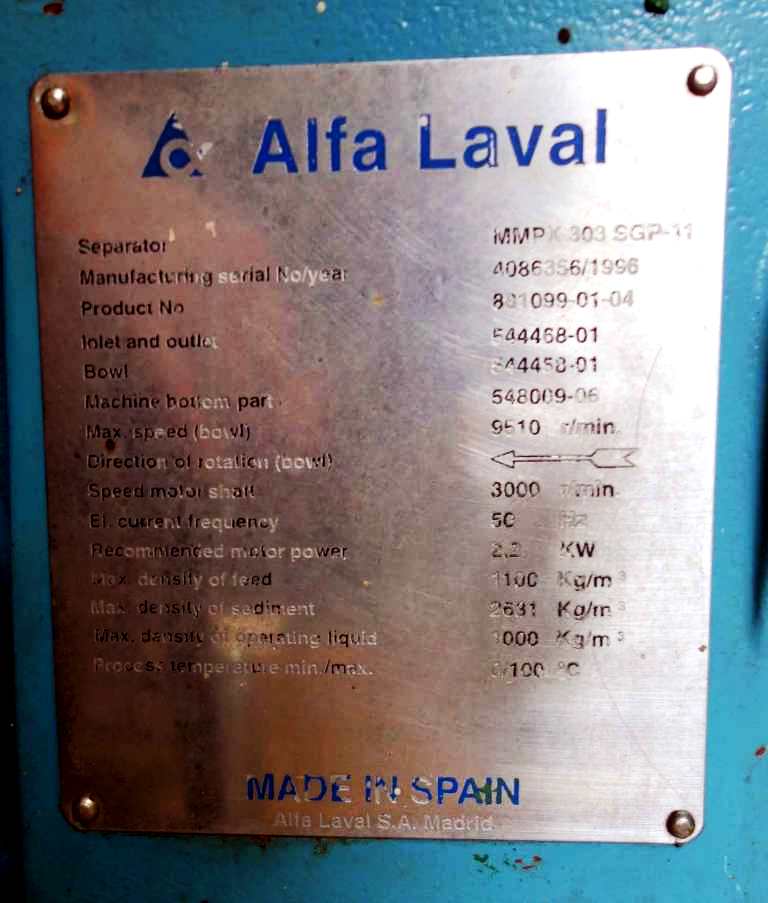 Alfa Laval
Separator MMPX 303 SGP-11
Manufacturing serial No/year 4086356/1996
Product No 881099-01-04
Inlet and outlet 544468-01
Bowl 544458-01
Machine bottom part 548009-06
Max. speed (bowl) 9510 r/min.
Direction of rotation (bowl)
Speed motor shaft 3000 r/min.
El. current frequency 50 Hz
Recommended motor power 2.2 KW
Max. density of feed 1100 Kg/m³
Max. density of sediment 2631 Kg/m³
Max. density of operating liquid 1000 Kg/m³
Process temperature min./max. 0/100 °C
MADE IN SPAIN
Alfa Laval S.A. Madrid